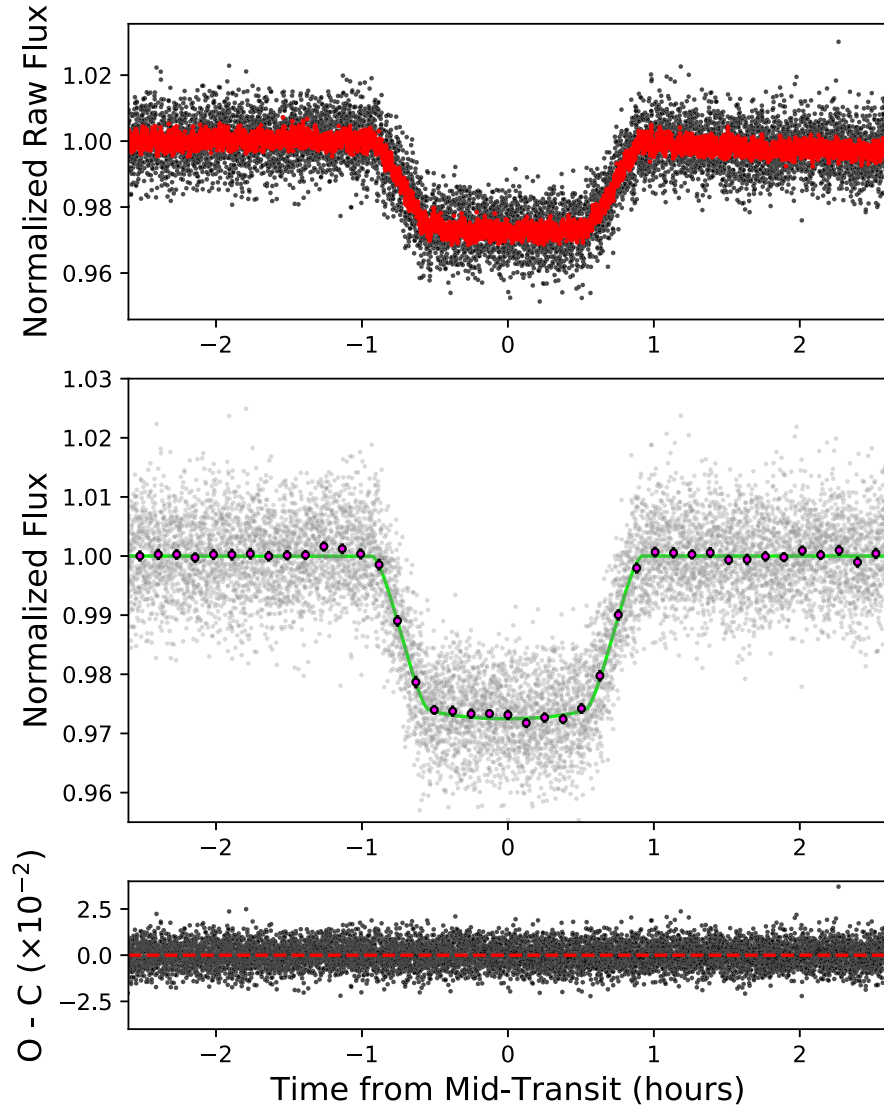 Normalized Raw Flux
1.02
1.00
0.98
0.96
−2 −1 0 1 2
Normalized Flux
1.03
1.02
1.01
1.00
0.99
0.98
0.97
0.96
−2 −1 0 1 2
O - C (×10⁻²)
2.5
0.0
−2.5
−2 −1 0 1 2
Time from Mid-Transit (hours)